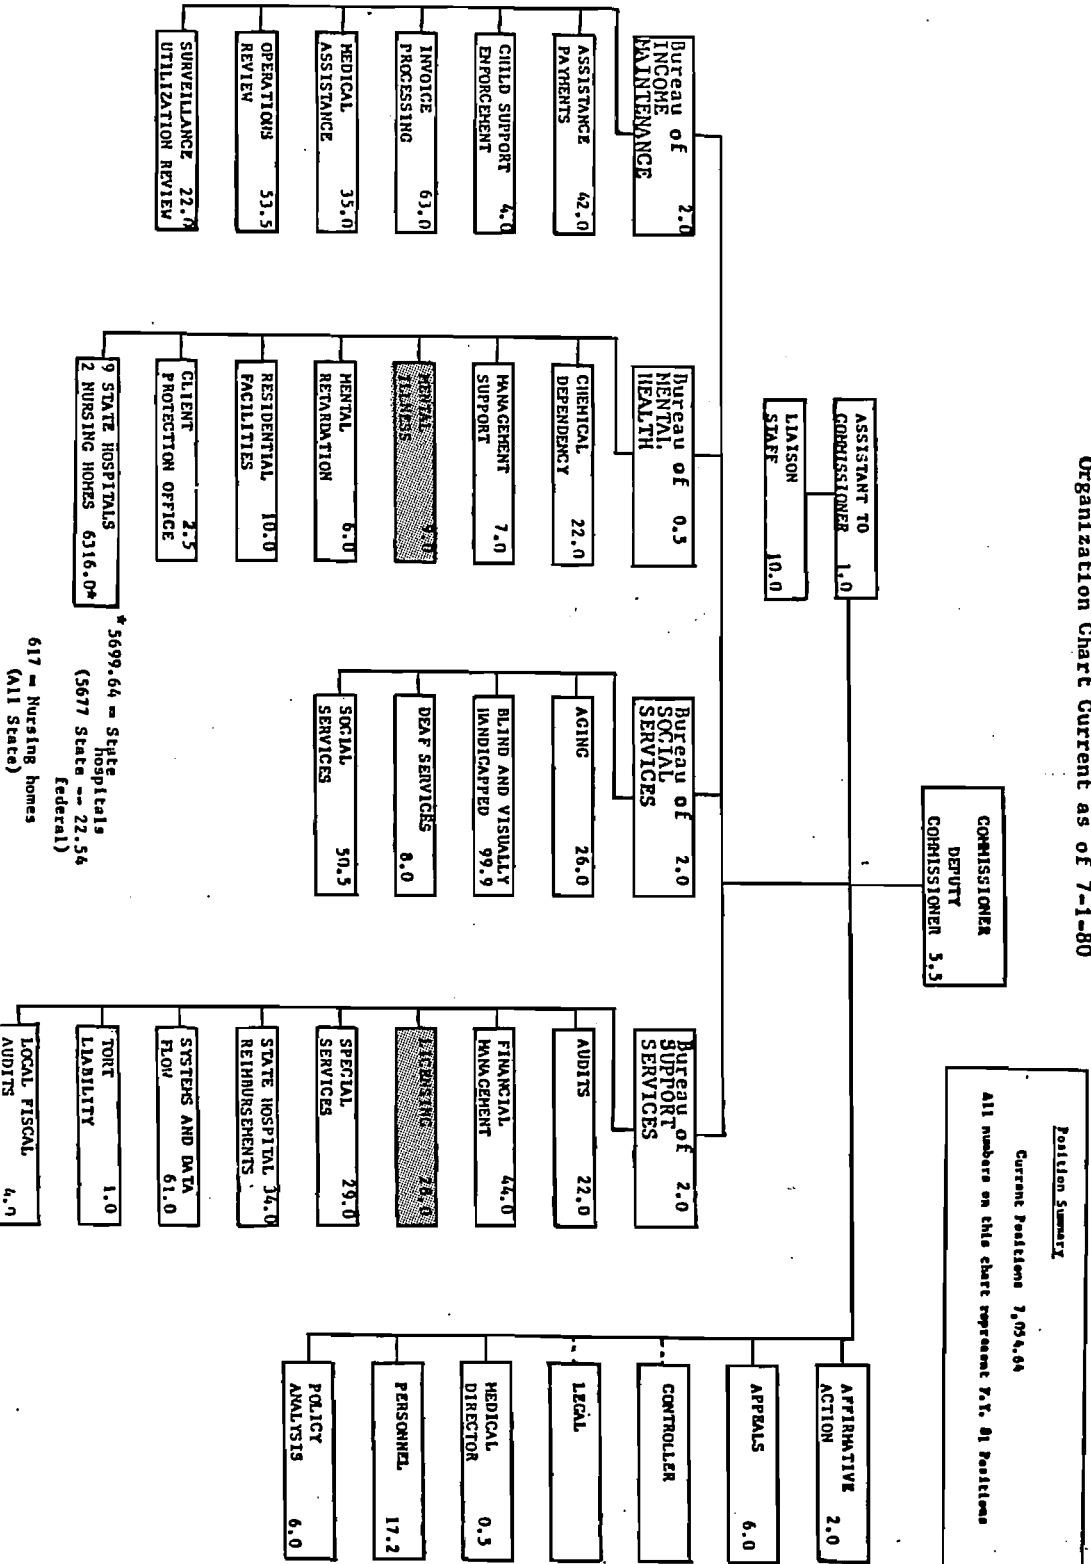 Organization Chart Current as of 7-1-80
Position Summary
Current Positions 7,054.64
All numbers on this chart represent F.Y. 81 Positions
COMMISSIONER
DEPUTY
COMMISSIONER 5.5
ASSISTANT TO
COMMISSIONER 1.0
LIAISON
STAFF 10.0
Bureau of
INCOME 2.0
MAINTENANCE
ASSISTANCE
PAYMENTS 42.0
CHILD SUPPORT
ENFORCEMENT 4.0
INVOICE
PROCESSING 63.0
MEDICAL
ASSISTANCE 35.0
OPERATIONS
REVIEW 53.5
SURVEILLANCE 22.0
UTILIZATION REVIEW
Bureau of 0.5
MENTAL
HEALTH
CHEMICAL
DEPENDENCY 22.0
MANAGEMENT
SUPPORT 7.0
MENTAL
ILLNESS 9.0
MENTAL
RETARDATION 6.0
RESIDENTIAL
FACILITIES 10.0
CLIENT 2.5
PROTECTION OFFICE
9 STATE HOSPITALS
2 NURSING HOMES 6316.0*
* 5699.64 = State
hospitals
(5677 State -- 22.54
federal)
617 = Nursing homes
(All State)
Bureau of 2.0
SOCIAL
SERVICES
AGING 26.0
BLIND AND VISUALLY
HANDICAPPED 99.9
DEAF SERVICES
8.0
SOCIAL
SERVICES 50.5
Bureau of 2.0
SUPPORT
SERVICES
AUDITS 22.0
FINANCIAL
MANAGEMENT 44.0
LICENSING 28.0
SPECIAL
SERVICES 29.0
STATE HOSPITAL 34.0
REIMBURSEMENTS
SYSTEMS AND DATA
FLOW 61.0
TORT
LIABILITY 1.0
LOCAL FISCAL
AUDITS 4.0
AFFIRMATIVE
ACTION 2.0
APPEALS 6.0
CONTROLLER
LEGAL
MEDICAL
DIRECTOR 0.5
PERSONNEL 17.2
POLICY
ANALYSIS 6.0